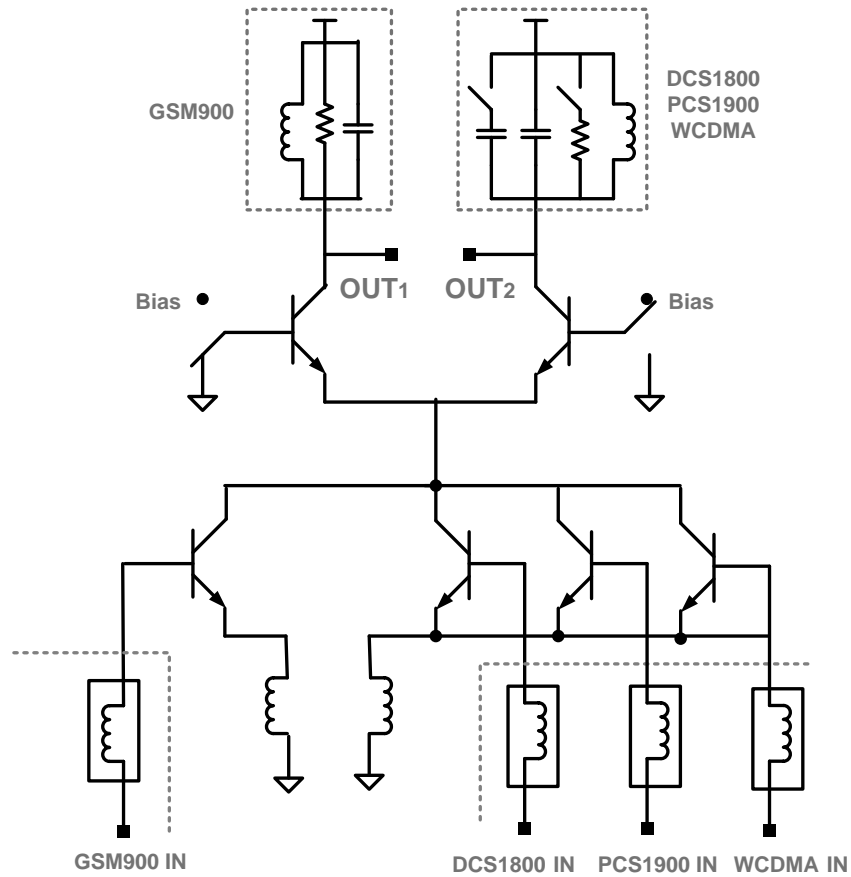 GSM900
DCS1800
PCS1900
WCDMA
OUT1
OUT2
Bias
Bias
GSM900 IN
DCS1800 IN
PCS1900 IN
WCDMA IN